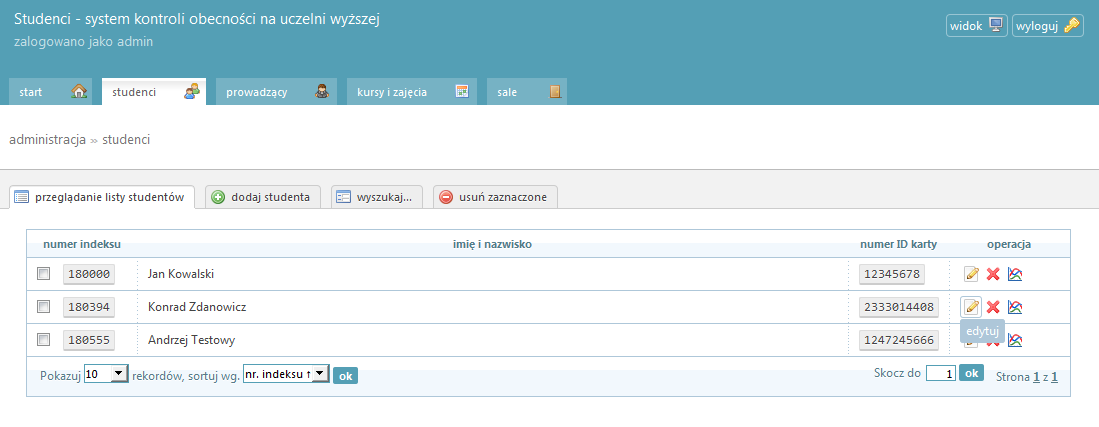 Studenci - system kontroli obecności na uczelni wyższej
zalogowano jako admin
widok wyloguj
start studenci prowadzący kursy i zajęcia sale
administracja » studenci
przeglądanie listy studentów dodaj studenta wyszukaj... usuń zaznaczone
numer indeksu imię i nazwisko numer ID karty operacja
180000 Jan Kowalski 12345678
180394 Konrad Zdanowicz 2333014408
edytuj
180555 Andrzej Testowy 1247245666
Pokazuj 10 rekordów, sortuj wg. nr. indeksu ↑ ok Skocz do 1 ok Strona 1 z 1